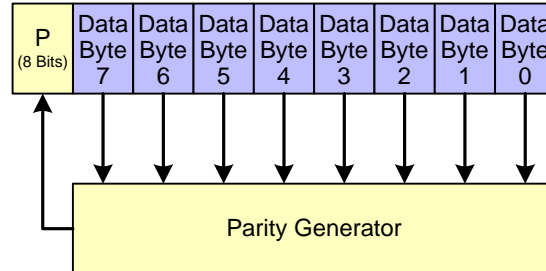 P
(8 Bits)
Data
Byte
7
Data
Byte
6
Data
Byte
5
Data
Byte
4
Data
Byte
3
Data
Byte
2
Data
Byte
1
Data
Byte
0
Parity Generator